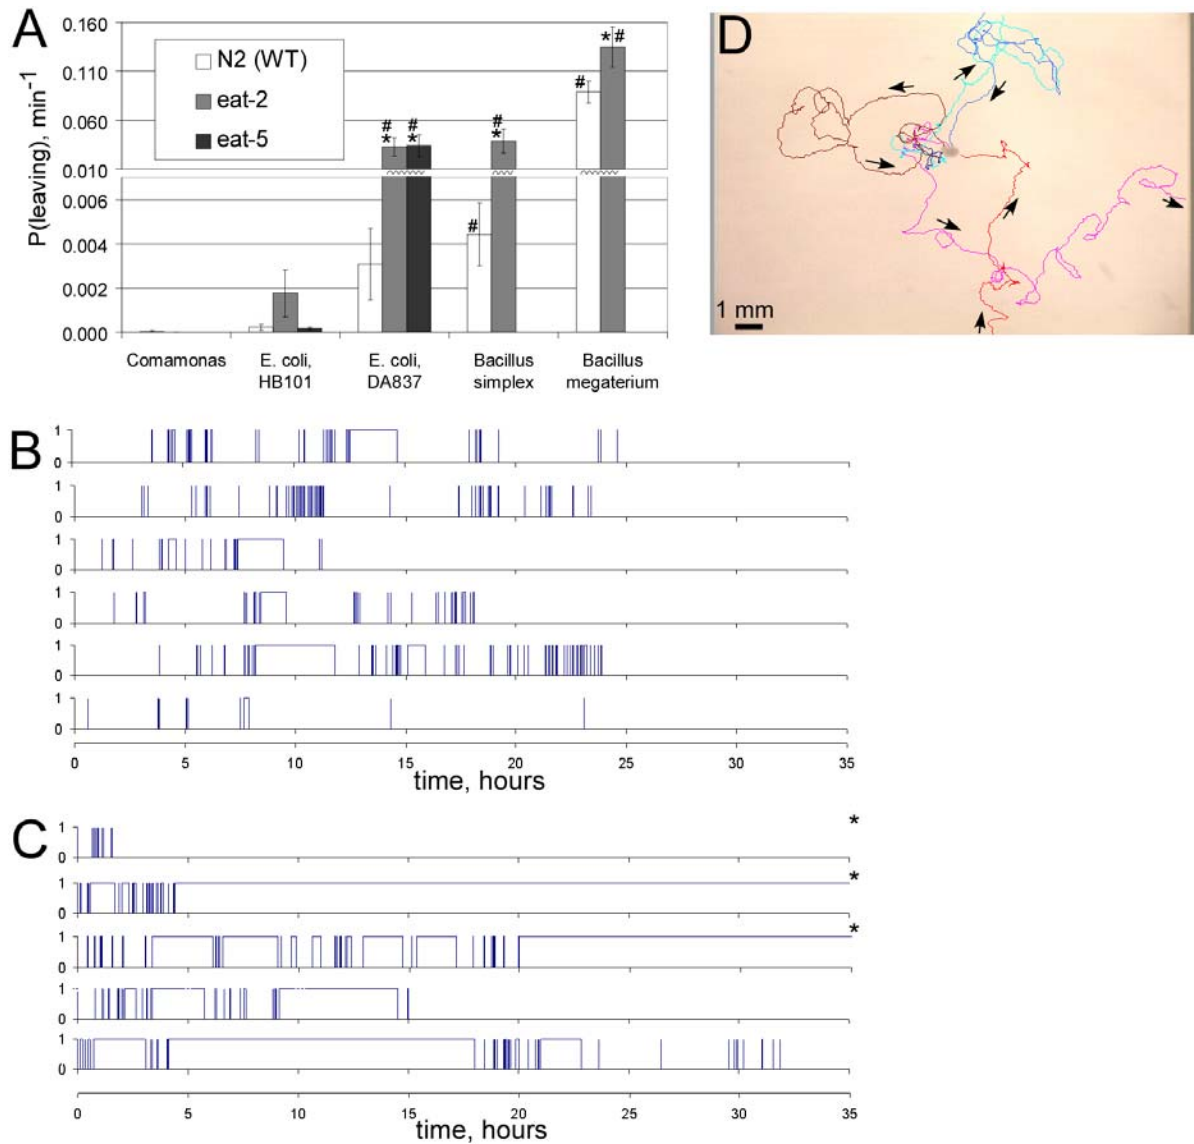 A
D
0.160
0.110
0.060
0.010
0.006
0.004
0.002
0.000
P(leaving), min-1
N2 (WT)
eat-2
eat-5
# # # # #
* * * *#
# #
Comamonas
E. coli, HB101
E. coli, DA837
Bacillus simplex
Bacillus megaterium
1 mm
B
1
0
1
0
1
0
1
0
1
0
1
0
0 5 10 15 20 25 30 35
time, hours
C
1
0
*
1
0
*
1
0
*
1
0
1
0
0 5 10 15 20 25 30 35
time, hours